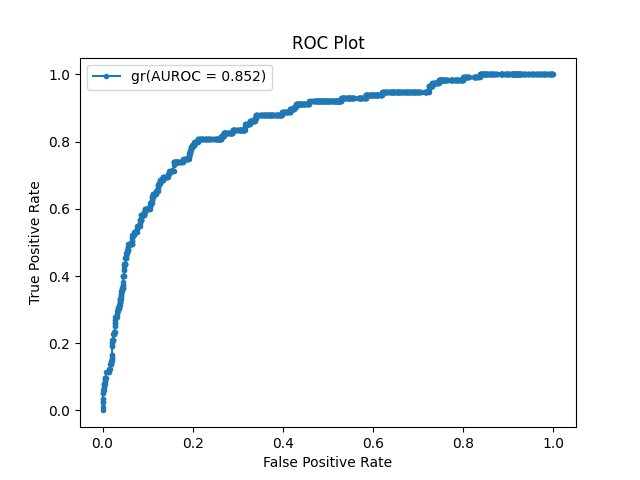 ROC Plot
gr(AUROC = 0.852)
1.0
0.8
0.6
0.4
0.2
0.0
True Positive Rate
0.0 0.2 0.4 0.6 0.8 1.0
False Positive Rate